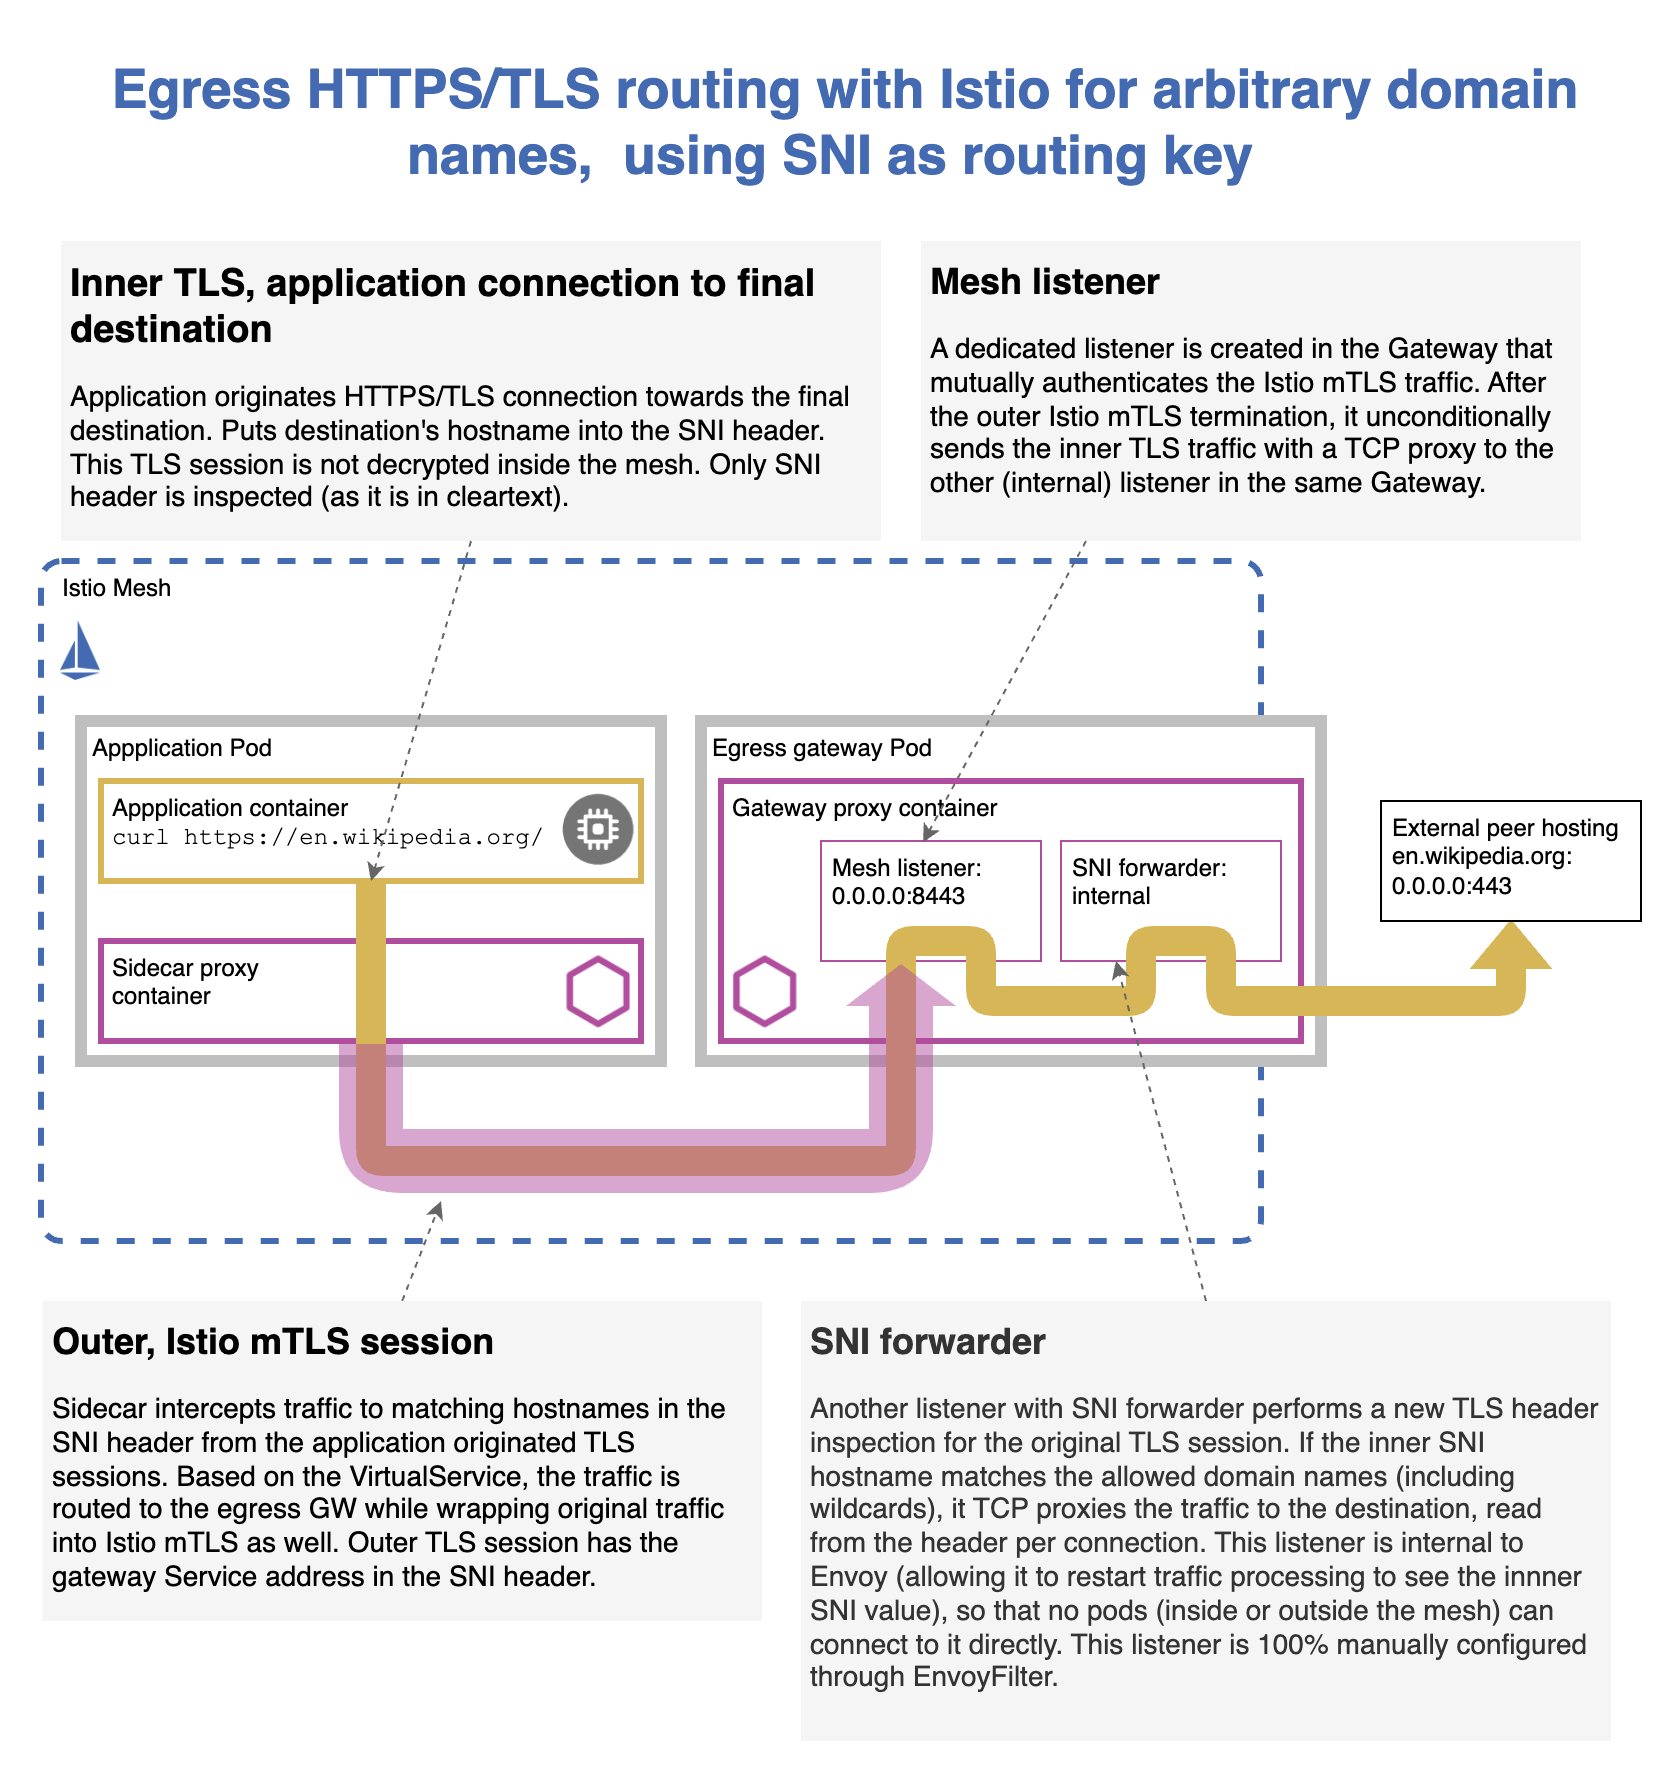 Egress HTTPS/TLS routing with Istio for arbitrary domain
names,  using SNI as routing key
Inner TLS, application connection to final
destination
Application originates HTTPS/TLS connection towards the final
destination. Puts destination's hostname into the SNI header.
This TLS session is not decrypted inside the mesh. Only SNI
header is inspected (as it is in cleartext).
Mesh listener
A dedicated listener is created in the Gateway that
mutually authenticates the Istio mTLS traffic. After
the outer Istio mTLS termination, it unconditionally
sends the inner TLS traffic with a TCP proxy to the
other (internal) listener in the same Gateway.
Istio Mesh
Appplication Pod
Appplication container
curl https://en.wikipedia.org/
Sidecar proxy
container
Egress gateway Pod
Gateway proxy container
Mesh listener:
0.0.0.0:8443
SNI forwarder:
internal
External peer hosting
en.wikipedia.org:
0.0.0.0:443
Outer, Istio mTLS session
Sidecar intercepts traffic to matching hostnames in the
SNI header from the application originated TLS
sessions. Based on the VirtualService, the traffic is
routed to the egress GW while wrapping original traffic
into Istio mTLS as well. Outer TLS session has the
gateway Service address in the SNI header.
SNI forwarder
Another listener with SNI forwarder performs a new TLS header
inspection for the original TLS session. If the inner SNI
hostname matches the allowed domain names (including
wildcards), it TCP proxies the traffic to the destination, read
from the header per connection. This listener is internal to
Envoy (allowing it to restart traffic processing to see the innner
SNI value), so that no pods (inside or outside the mesh) can
connect to it directly. This listener is 100% manually configured
through EnvoyFilter.